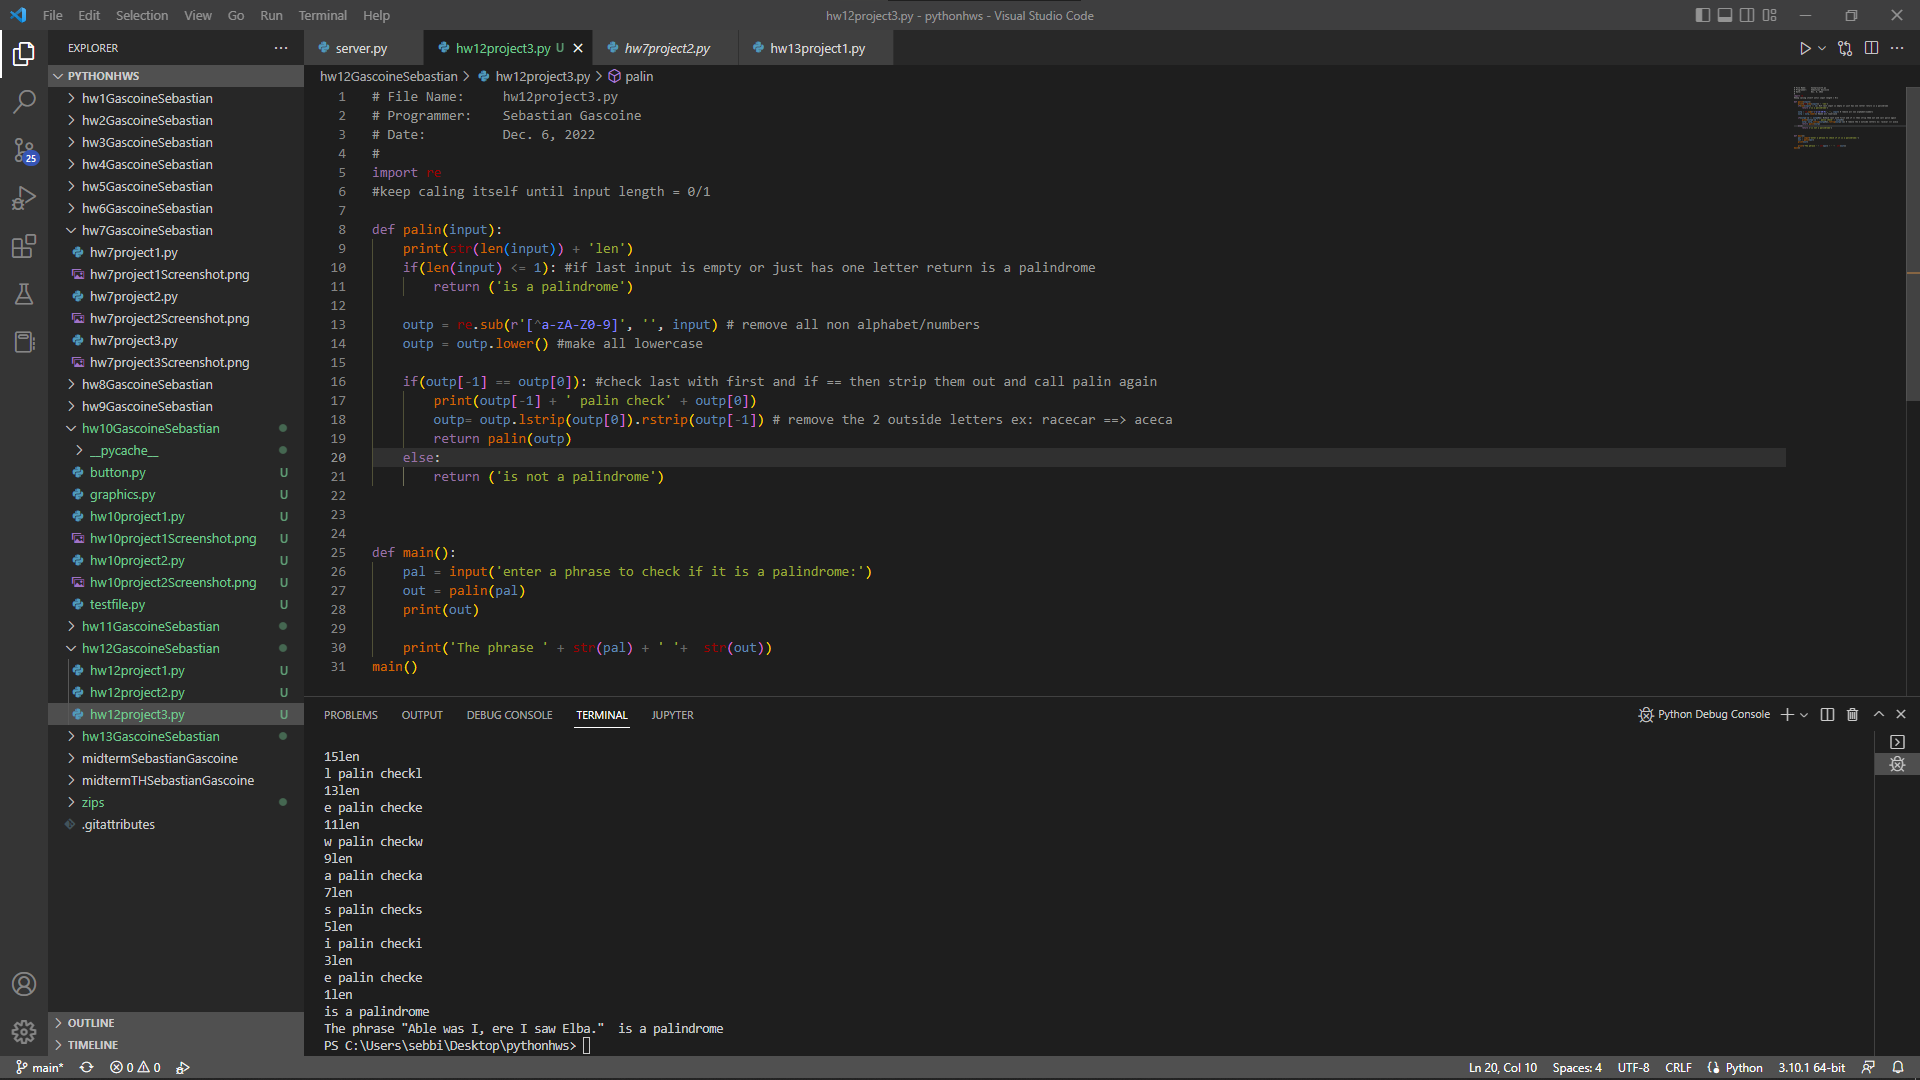 File Edit Selection View Go Run Terminal Help hw12project3.py - pythonhws - Visual Studio Code
EXPLORER
server.py hw12project3.py U hw7project2.py hw13project1.py
PYTHONHWS
hw1GascoineSebastian
hw2GascoineSebastian
hw3GascoineSebastian
25
hw4GascoineSebastian
hw5GascoineSebastian
hw6GascoineSebastian
hw7GascoineSebastian
hw7project1.py
hw7project1Screenshot.png
hw7project2.py
hw7project2Screenshot.png
hw7project3.py
hw7project3Screenshot.png
hw8GascoineSebastian
hw9GascoineSebastian
hw10GascoineSebastian
__pycache__
button.py U
graphics.py U
hw10project1.py U
hw10project1Screenshot.png U
hw10project2.py U
hw10project2Screenshot.png U
testfile.py U
hw11GascoineSebastian
hw12GascoineSebastian
hw12project1.py U
hw12project2.py U
hw12project3.py U
hw13GascoineSebastian
midtermSebastianGascoine
midtermTHSebastianGascoine
zips
.gitattributes
OUTLINE
TIMELINE
hw12GascoineSebastian > hw12project3.py > palin
1 # File Name:     hw12project3.py
2 # Programmer:    Sebastian Gascoine
3 # Date:          Dec. 6, 2022
4 #
5 import re
6 #keep caling itself until input length = 0/1
7
8 def palin(input):
9     print(str(len(input)) + 'len')
10     if(len(input) <= 1): #if last input is empty or just has one letter return is a palindrome
11         return ('is a palindrome')
12
13     outp = re.sub(r'[^a-zA-Z0-9]', '', input) # remove all non alphabet/numbers
14     outp = outp.lower() #make all lowercase
15
16     if(outp[-1] == outp[0]): #check last with first and if == then strip them out and call palin again
17         print(outp[-1] + ' palin check' + outp[0])
18         outp= outp.lstrip(outp[0]).rstrip(outp[-1]) # remove the 2 outside letters ex: racecar ==> aceca
19         return palin(outp)
20     else:
21         return ('is not a palindrome')
22
23
24
25 def main():
26     pal = input('enter a phrase to check if it is a palindrome:')
27     out = palin(pal)
28     print(out)
29
30     print('The phrase ' + str(pal) + ' '+  str(out))
31 main()
PROBLEMS OUTPUT DEBUG CONSOLE TERMINAL JUPYTER Python Debug Console
15len
l palin checkl
13len
e palin checke
11len
w palin checkw
9len
a palin checka
7len
s palin checks
5len
i palin checki
3len
e palin checke
1len
is a palindrome
The phrase "Able was I, ere I saw Elba."  is a palindrome
PS C:\Users\sebbi\Desktop\pythonhws>
main* 0 0 Ln 20, Col 10 Spaces: 4 UTF-8 CRLF Python 3.10.1 64-bit